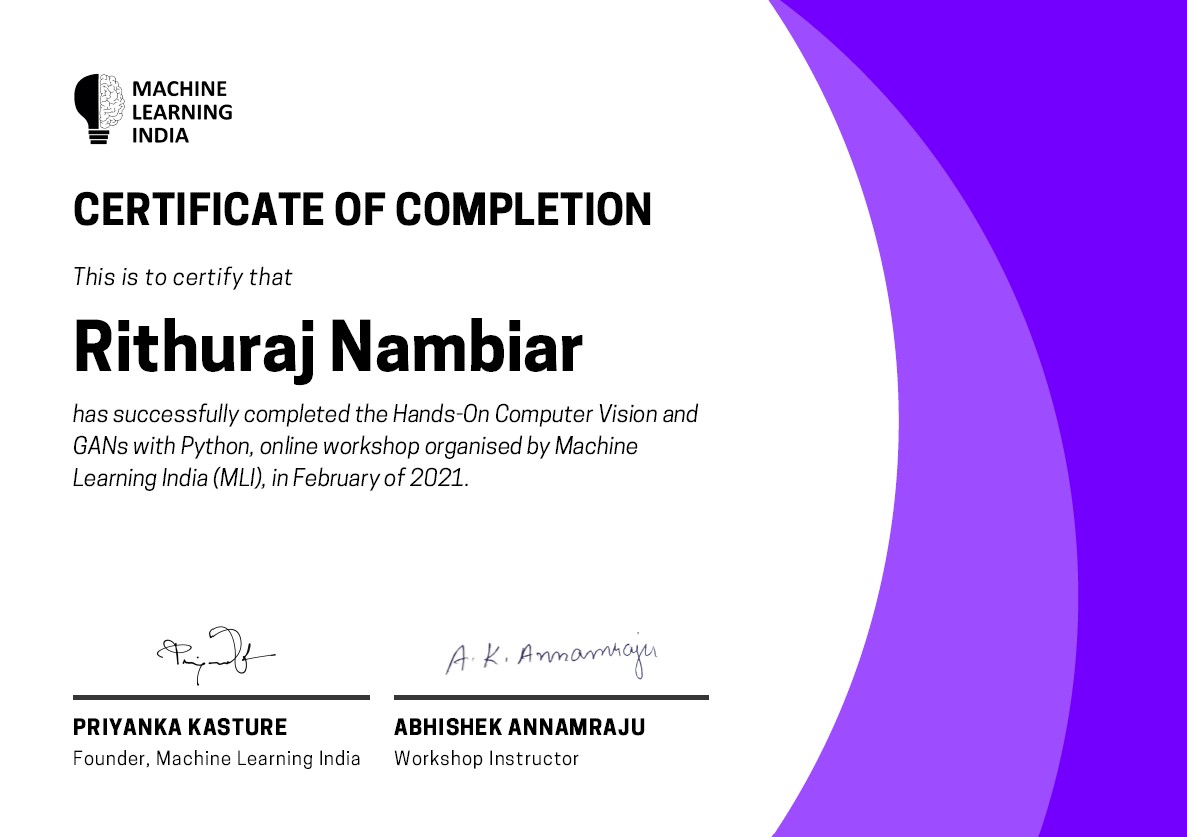 MACHINE
LEARNING
INDIA
CERTIFICATE OF COMPLETION
This is to certify that
Rithuraj Nambiar
has successfully completed the Hands-On Computer Vision and
GANs with Python, online workshop organised by Machine
Learning India (MLI), in February of 2021.
A. K. Annamraju
PRIYANKA KASTURE
Founder, Machine Learning India
ABHISHEK ANNAMRAJU
Workshop Instructor